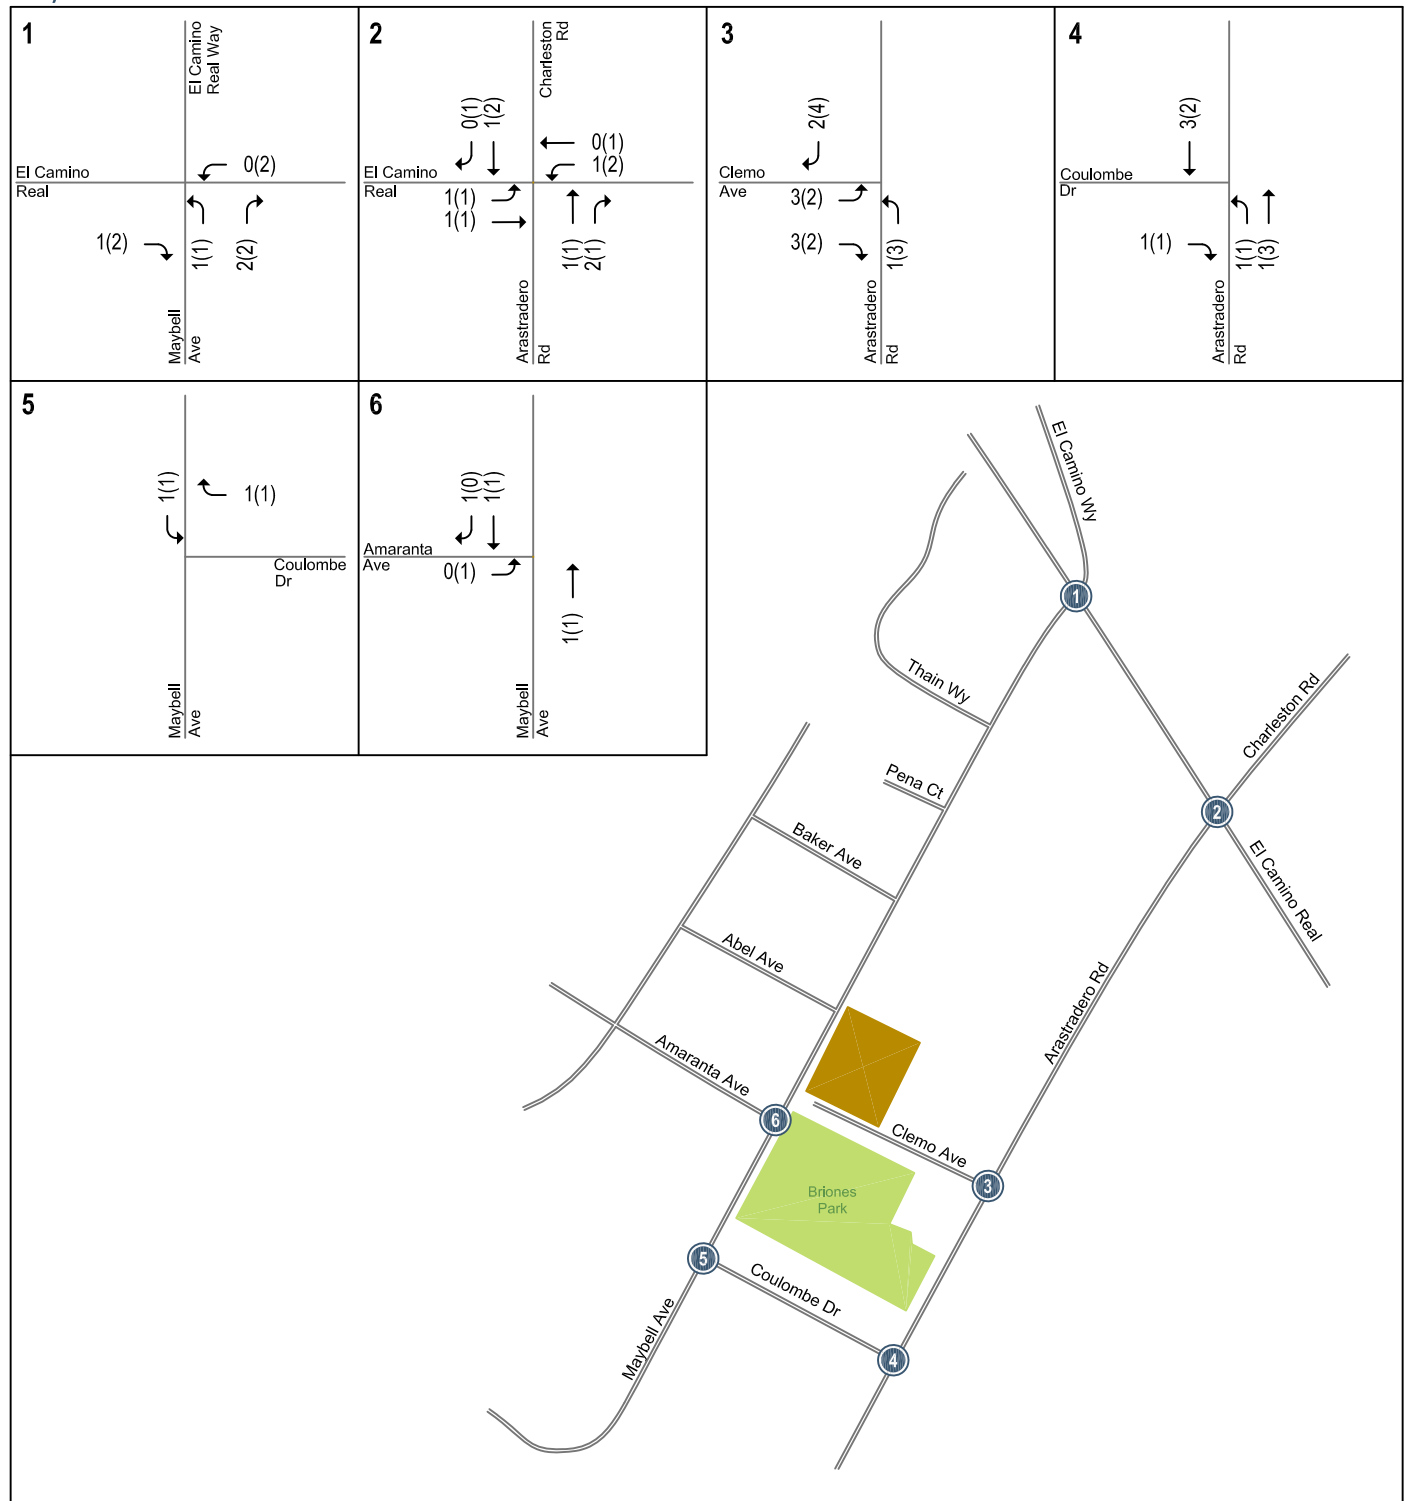 1
El Camino
Real Way
0(2)
El Camino
Real
1(2)
1(1)
2(2)
Maybell
Ave
2
Charleston
Rd
0(1)
1(2)
0(1)
1(2)
El Camino
Real
1(1)
1(1)
1(1)
2(1)
Arastradero
Rd
3
2(4)
Clemo
Ave
3(2)
3(2)
1(3)
Arastradero
Rd
4
3(2)
Coulombe
Dr
1(1)
1(1)
1(3)
Arastradero
Rd
5
1(1)
1(1)
Coulombe
Dr
Maybell
Ave
6
1(0)
1(1)
Amaranta
Ave
0(1)
1(1)
Maybell
Ave
El Camino Wy
1
Thain Wy
Charleston Rd
Pena Ct
2
Baker Ave
El Camino Real
Abel Ave
Arastradero Rd
Amaranta Ave
6
Clemo Ave
3
Briones
Park
5
Coulombe Dr
Maybell Ave
4